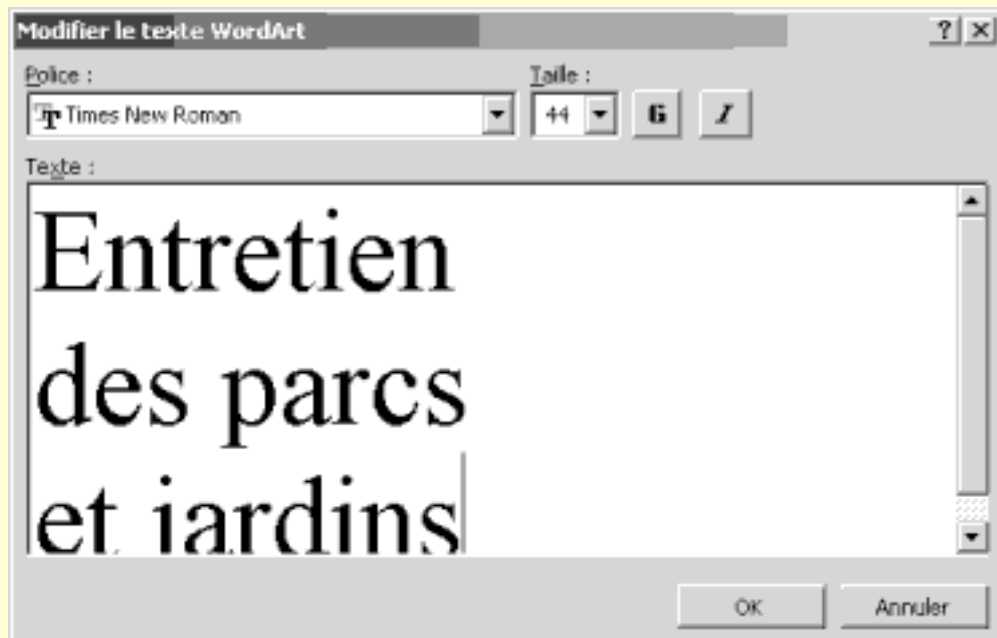 Modifier le texte WordArt
Police : Taille :
Times New Roman 44 G I
Texte :
Entretien
des parcs
et jardins
OK Annuler